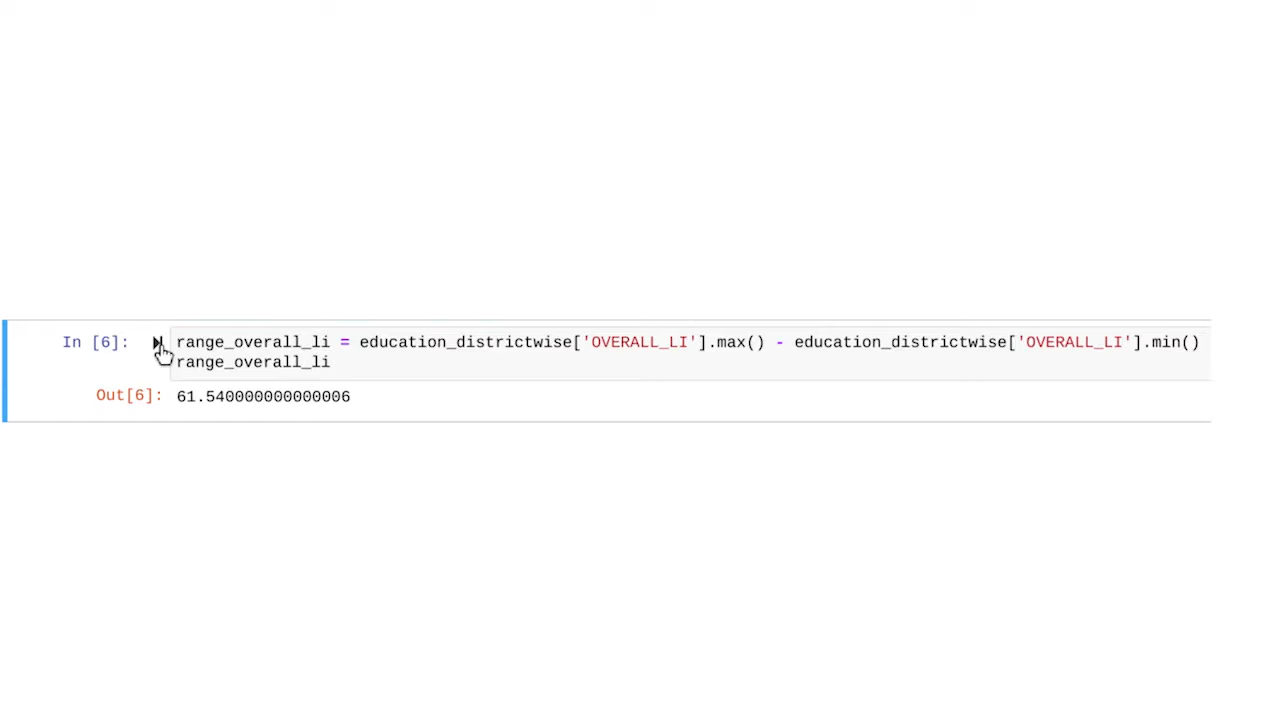 In [6]: range_overall_li = education_districtwise['OVERALL_LI'].max() - education_districtwise['OVERALL_LI'].min()
range_overall_li
Out[6]: 61.540000000000006